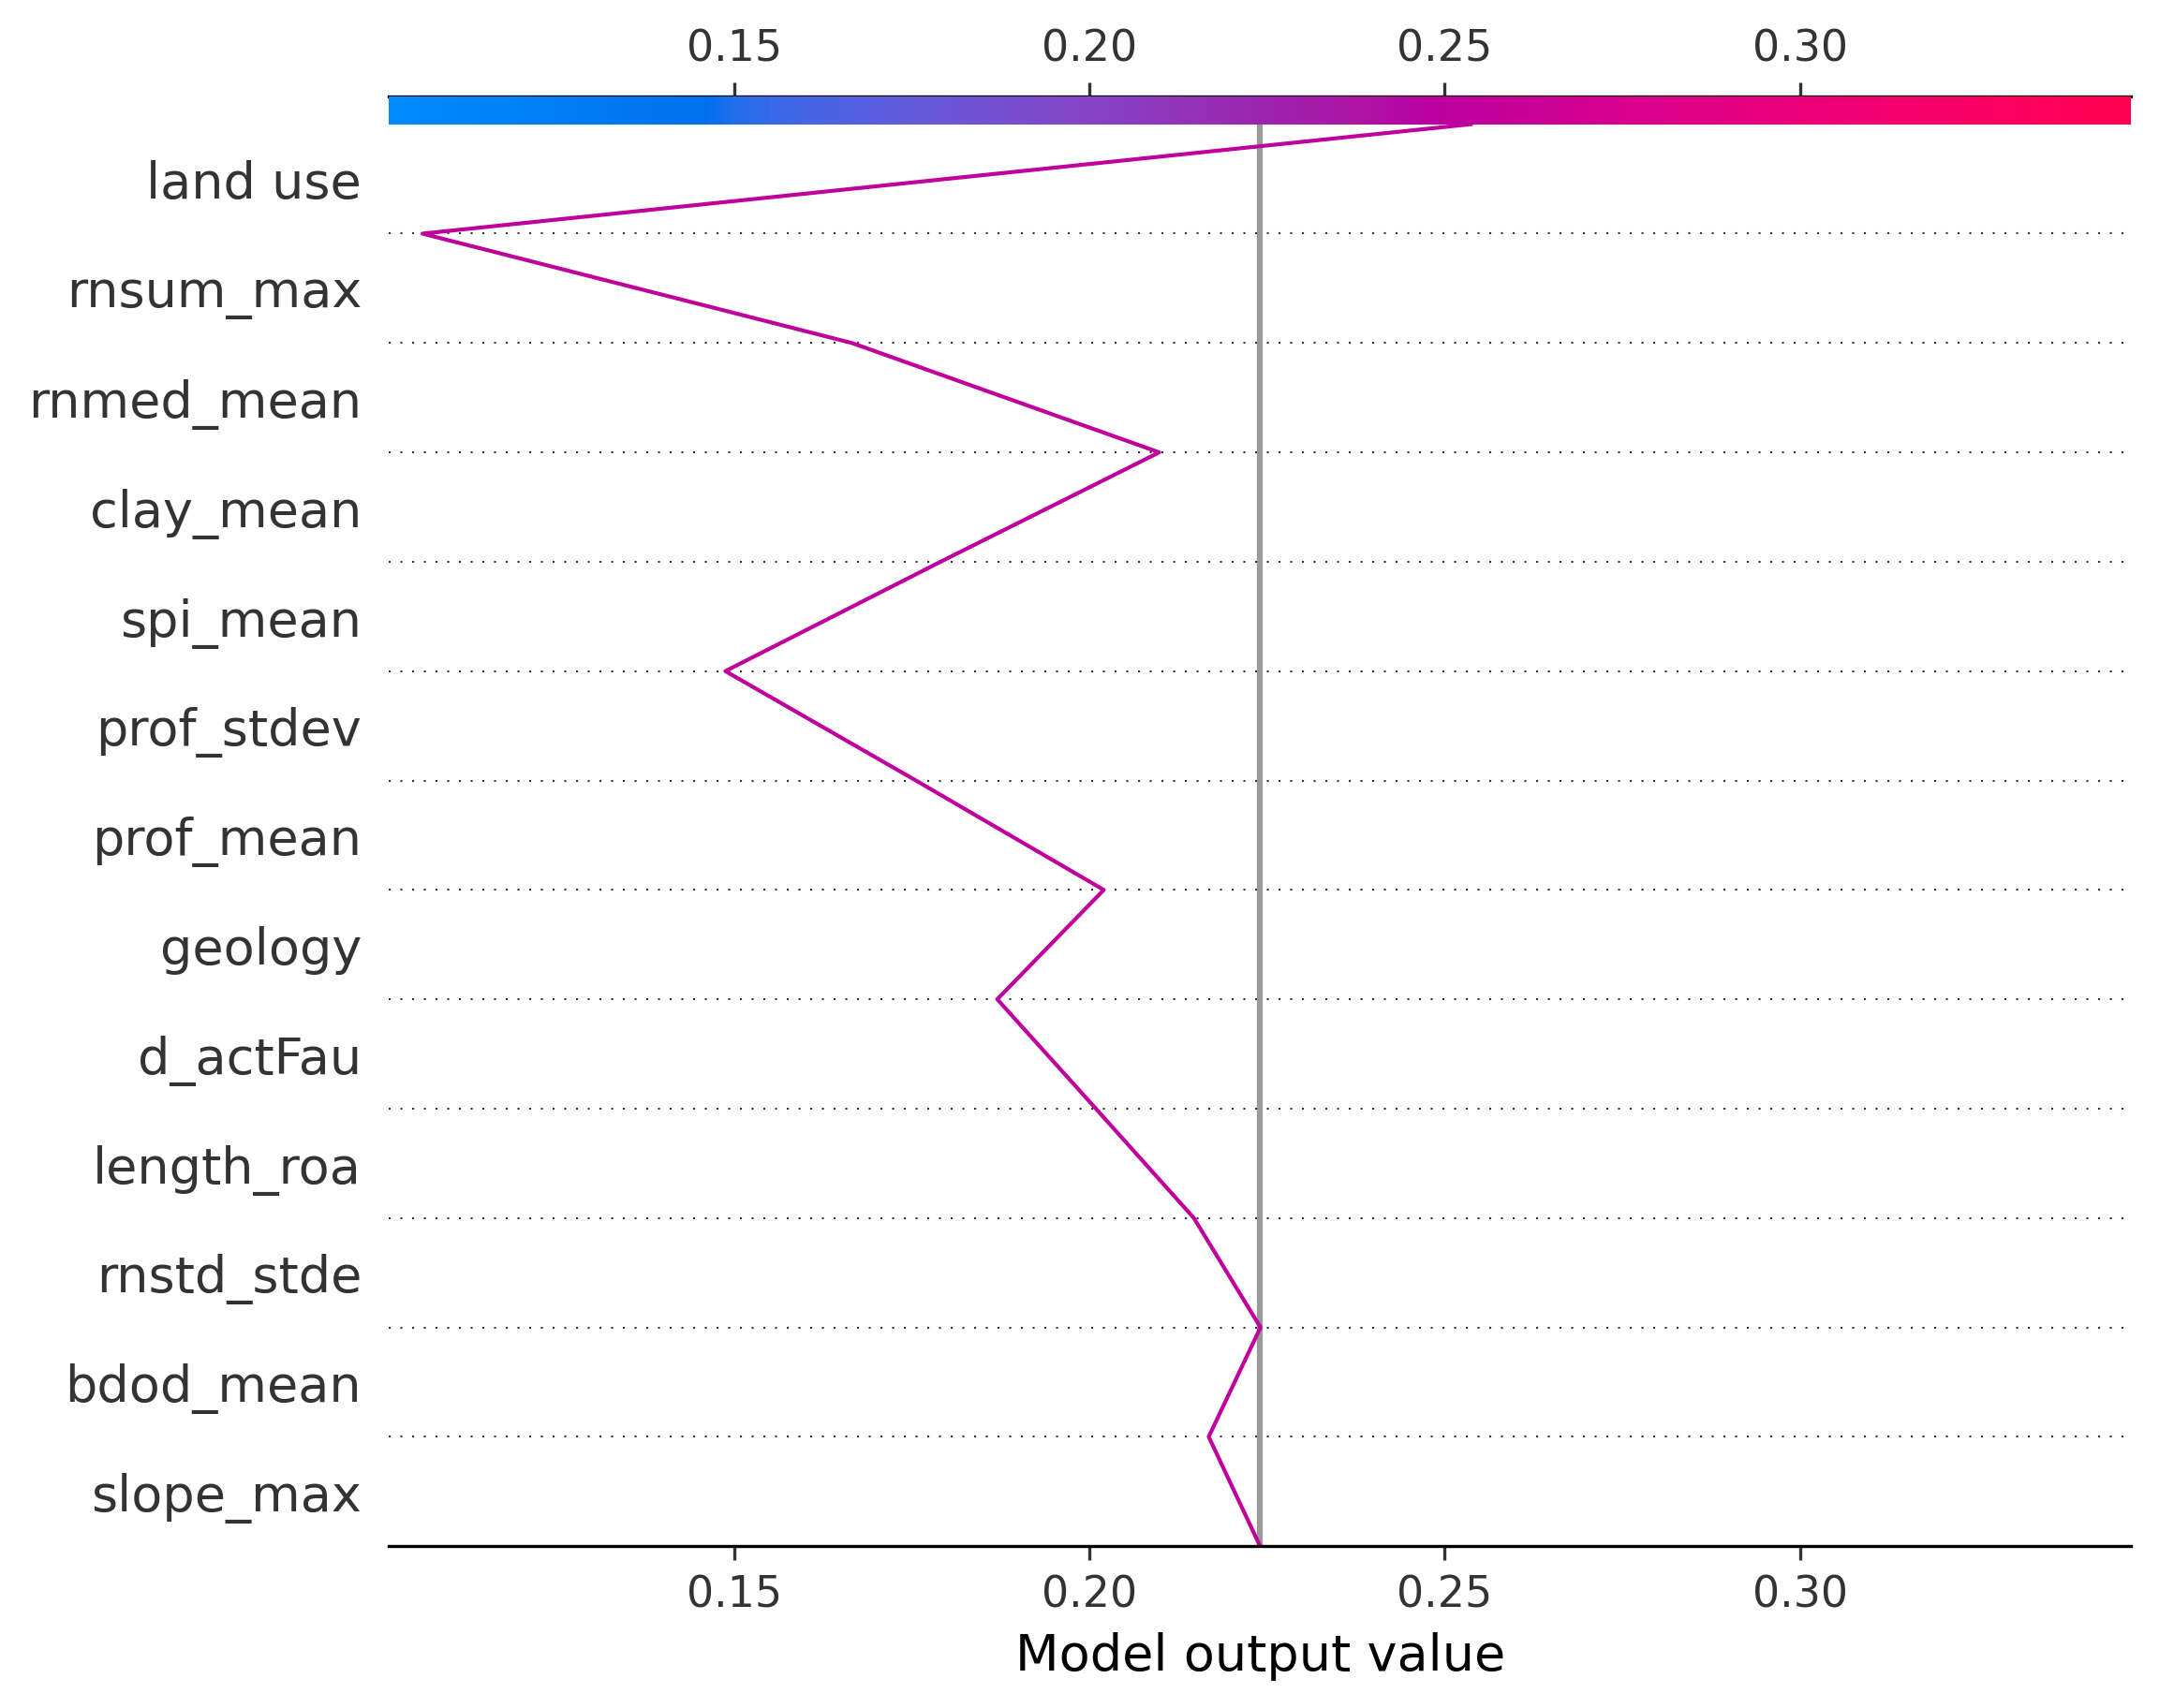 0.15 0.20 0.25 0.30
land use
rnsum_max
rnmed_mean
clay_mean
spi_mean
prof_stdev
prof_mean
geology
d_actFau
length_roa
rnstd_stde
bdod_mean
slope_max
0.15 0.20 0.25 0.30
Model output value